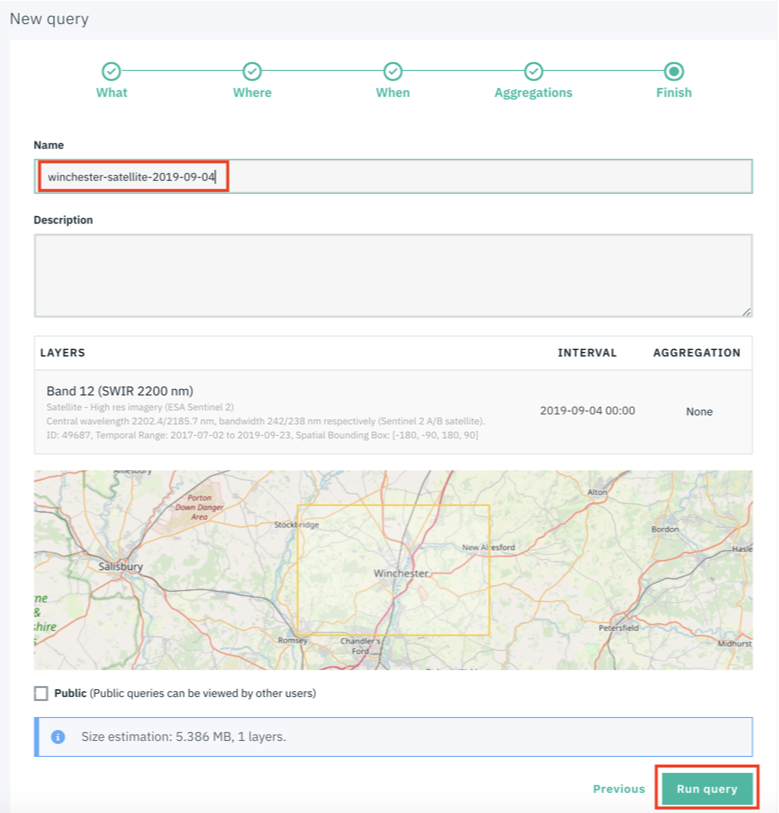 New query
What Where When Aggregations Finish
Name
winchester-satellite-2019-09-04
Description
LAYERS INTERVAL AGGREGATION
Band 12 (SWIR 2200 nm)
Satellite - High res imagery (ESA Sentinel 2)
Central wavelength 2202.4/2185.7 nm, bandwidth 242/238 nm respectively (Sentinel 2 A/B satellite).
ID: 49687, Temporal Range: 2017-07-02 to 2019-09-23, Spatial Bounding Box: [-180, -90, 180, 90]
2019-09-04 00:00 None
Porton
Down Danger
Area
Alton
Stockbridge
Bordon
New Alresford
Hasle
Salisbury
Winchester
ne
&
shire
Petersfield
Romsey
Chandler's
Ford
Midhurst
Public (Public queries can be viewed by other users)
Size estimation: 5.386 MB, 1 layers.
Previous Run query